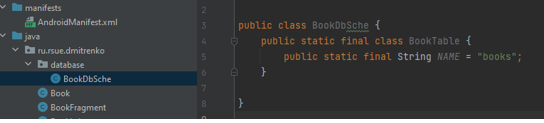 manifests
AndroidManifest.xml
java
ru.rsue.dmitrenko
database
BookDbSche
Book
BookFragment
2
3
4
5
6
7
8
public class BookDbSche {
public static final class BookTable {
public static final String NAME = "books";
}
}